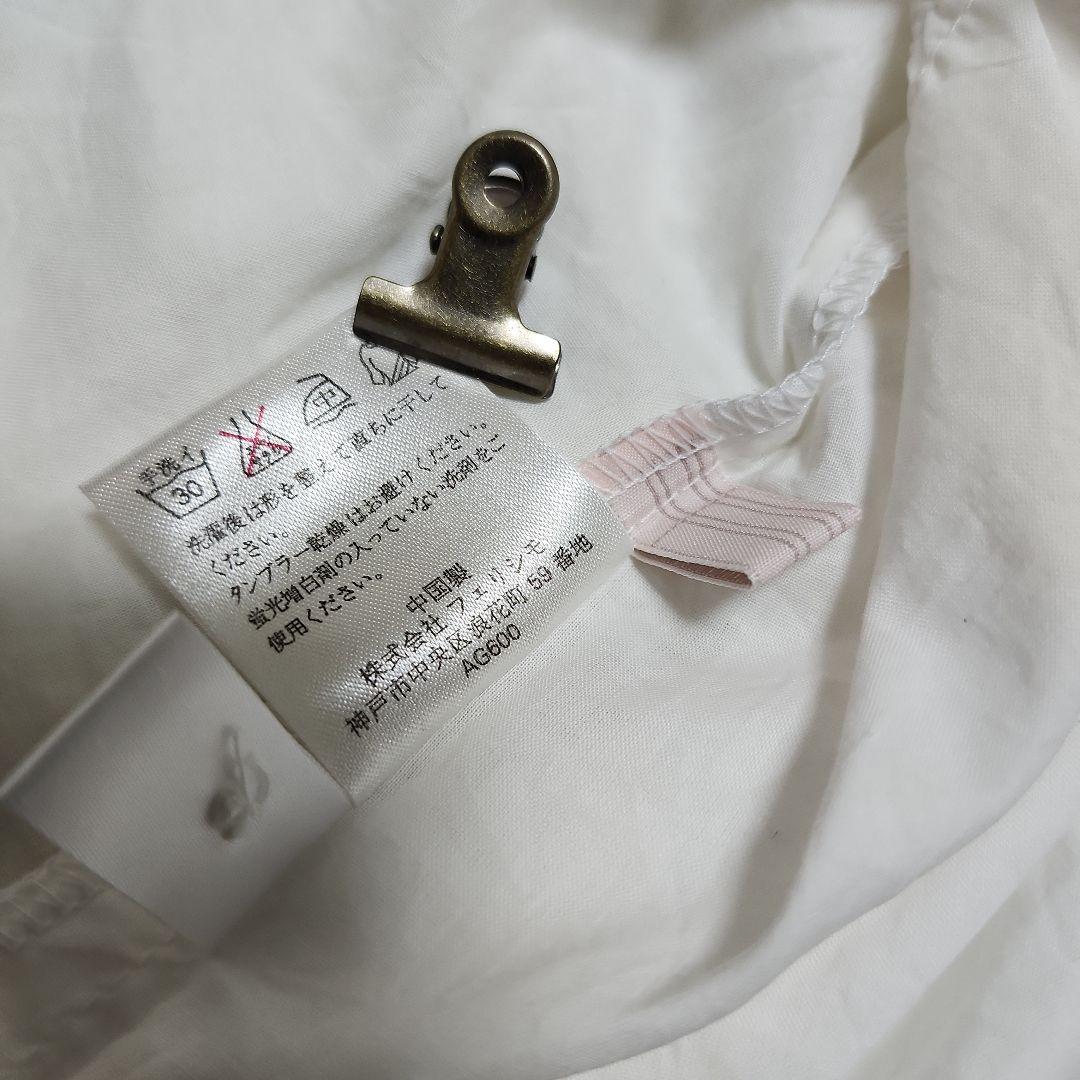 手洗イ
30
中
洗濯後は形を整えて直ちに干して
ください。
タンブラー乾燥はお避けください。
蛍光増白剤の入っていない洗剤をご
使用ください。
中国製
株式会社フェリシモ
神戸市中央区浪花町 59 番地
AG600